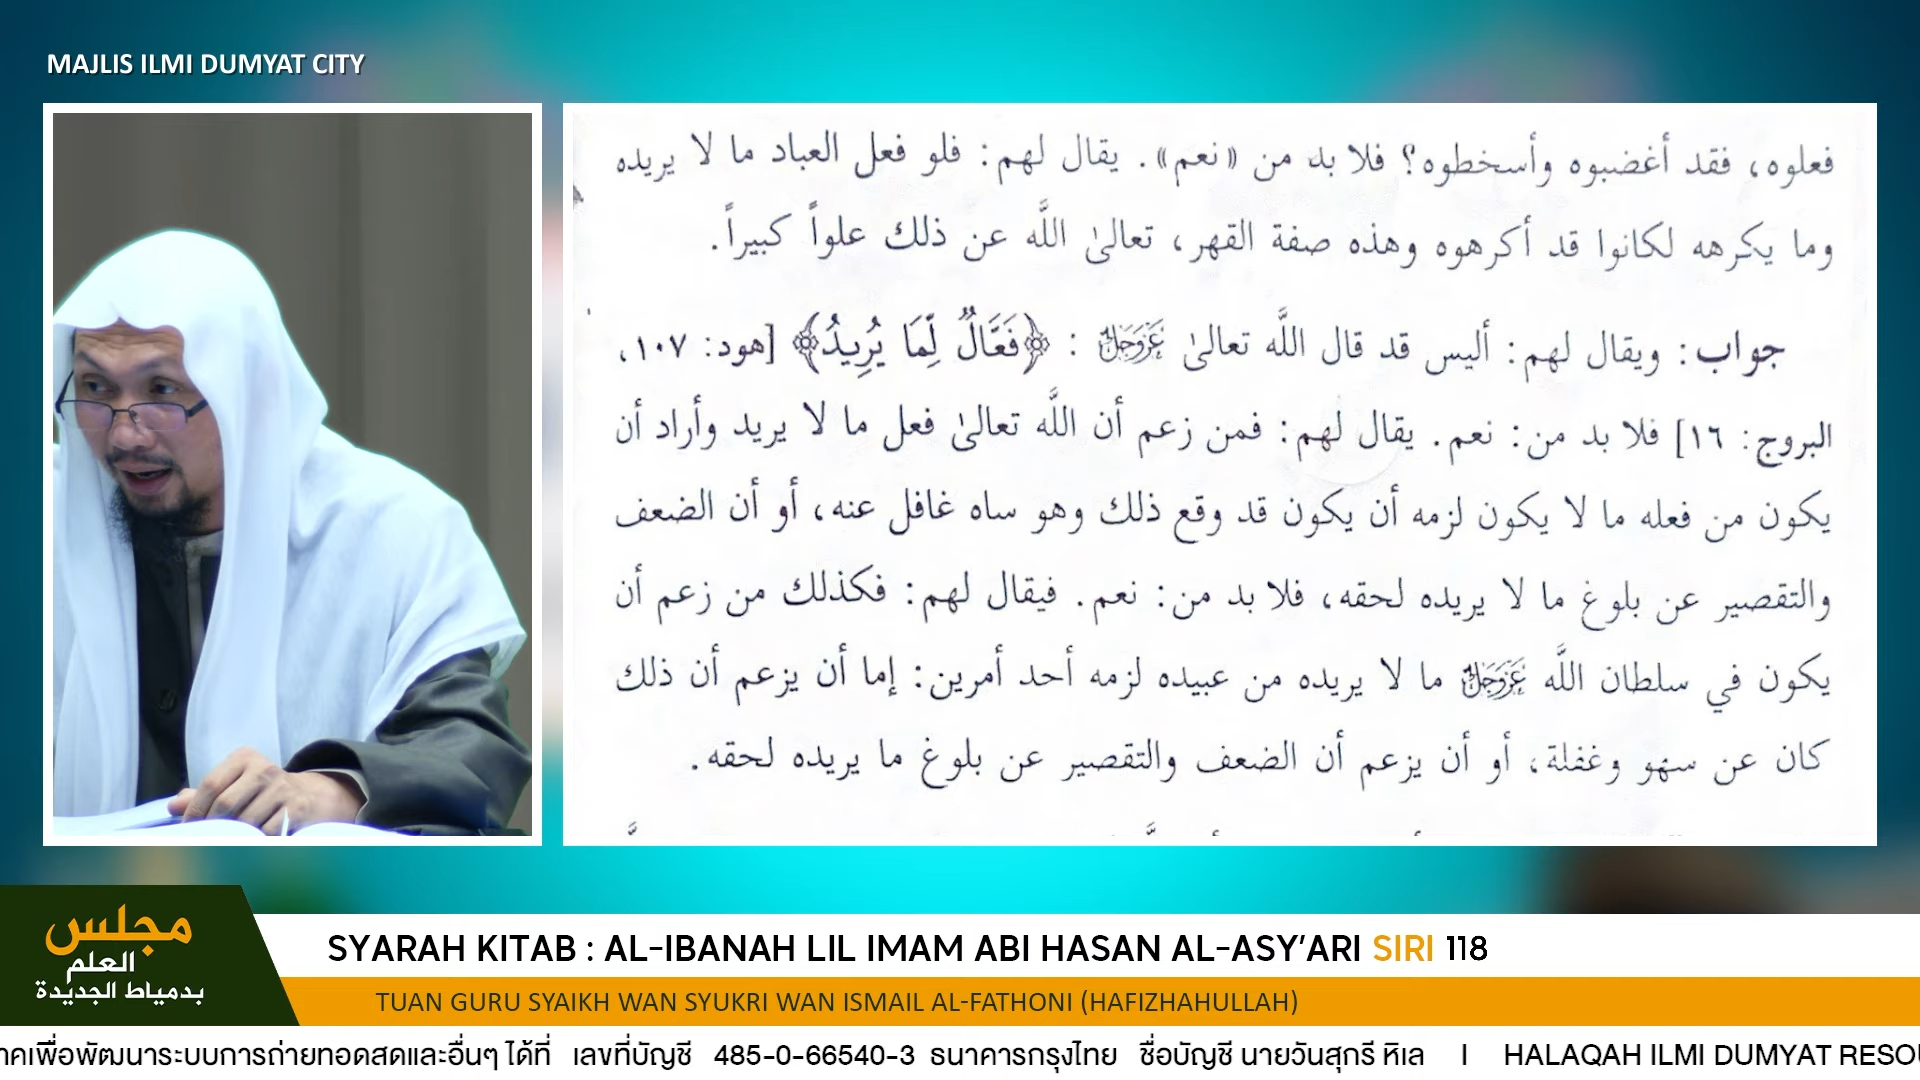 MAJLIS ILMI DUMYAT CITY
فعلوه، فقد أغضبوه وأسخطوه؟ فلا بد من «نعم». يقال لهم: فلو فعل العباد ما لا يريده
وما يكرهه لكانوا قد أكرهوه وهذه صفة القهر، تعالىٰ اللَّه عن ذلك علواً كبيراً.
جواب: ويقال لهم: أليس قد قال اللَّه تعالىٰ عَزَّوَجَلَّ: ﴿فَعَّالٌ لِّمَا يُرِيدُ﴾ [هود: ١٠٧،
البروج: ١٦] فلا بد من: نعم. يقال لهم: فمن زعم أن اللَّه تعالىٰ فعل ما لا يريد وأراد أن
يكون من فعله ما لا يكون لزمه أن يكون قد وقع ذلك وهو ساه غافل عنه، أو أن الضعف
والتقصير عن بلوغ ما لا يريده لحقه، فلا بد من: نعم. فيقال لهم: فكذلك من زعم أن
يكون في سلطان اللَّه عَزَّوَجَلَّ ما لا يريده من عبيده لزمه أحد أمرين: إما أن يزعم أن ذلك
كان عن سهو وغفلة، أو أن يزعم أن الضعف والتقصير عن بلوغ ما يريده لحقه.
مجلس
العلم
بدمياط الجديدة
SYARAH KITAB : AL-IBANAH LIL IMAM ABI HASAN AL-ASY'ARI SIRI 118
TUAN GURU SYAIKH WAN SYUKRI WAN ISMAIL AL-FATHONI (HAFIZHAHULLAH)
าคเพื่อพัฒนาระบบการถ่ายทอดสดและอื่นๆ ได้ที่ เลขที่บัญชี 485-0-66540-3 ธนาคารกรุงไทย ชื่อบัญชี นายวันสุกรี หิเล I HALAQAH ILMI DUMYAT RESOU